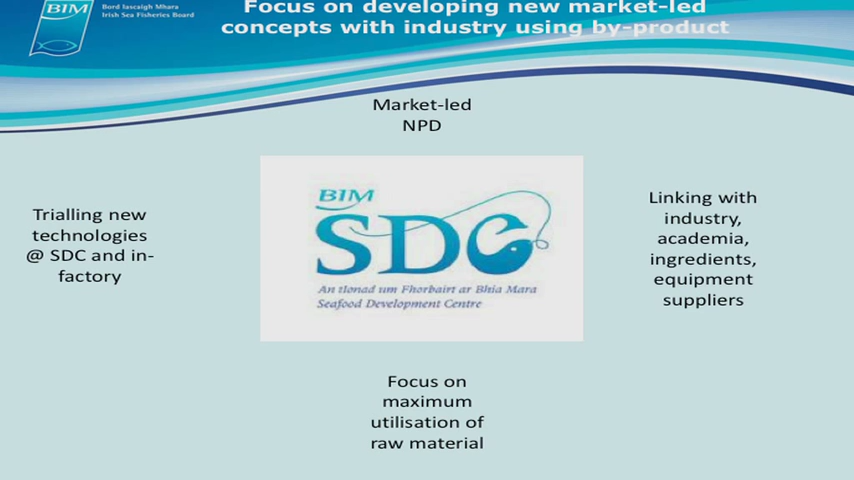 BIM
Bord Iascaigh Mhara
Irish Sea Fisheries Board
Focus on developing new market-led
concepts with industry using by-product
Market-led
NPD
Trialling new
technologies
@ SDC and in-
factory
BIM
SDC
An tIonad um Fhorbairt ar Bhia Mara
Seafood Development Centre
Linking with
industry,
academia,
ingredients,
equipment
suppliers
Focus on
maximum
utilisation of
raw material